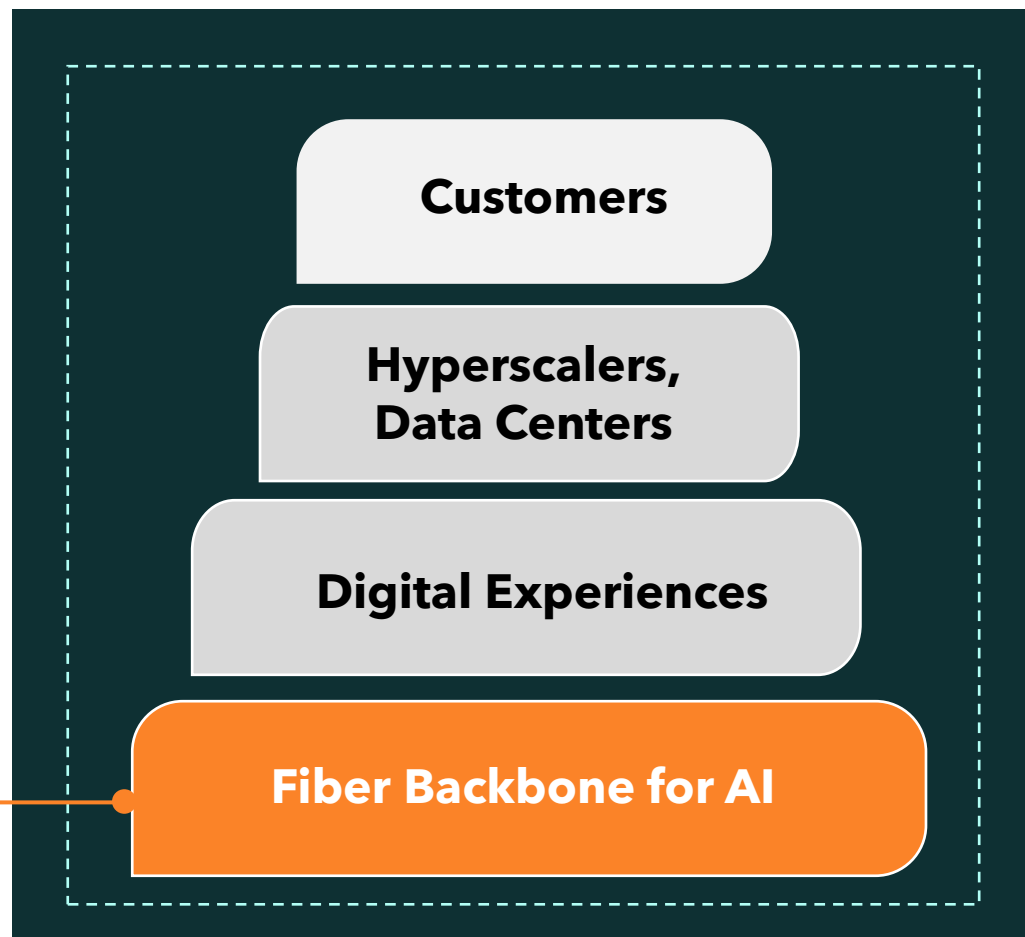 Customers
Hyperscalers,
Data Centers
Digital Experiences
Fiber Backbone for AI